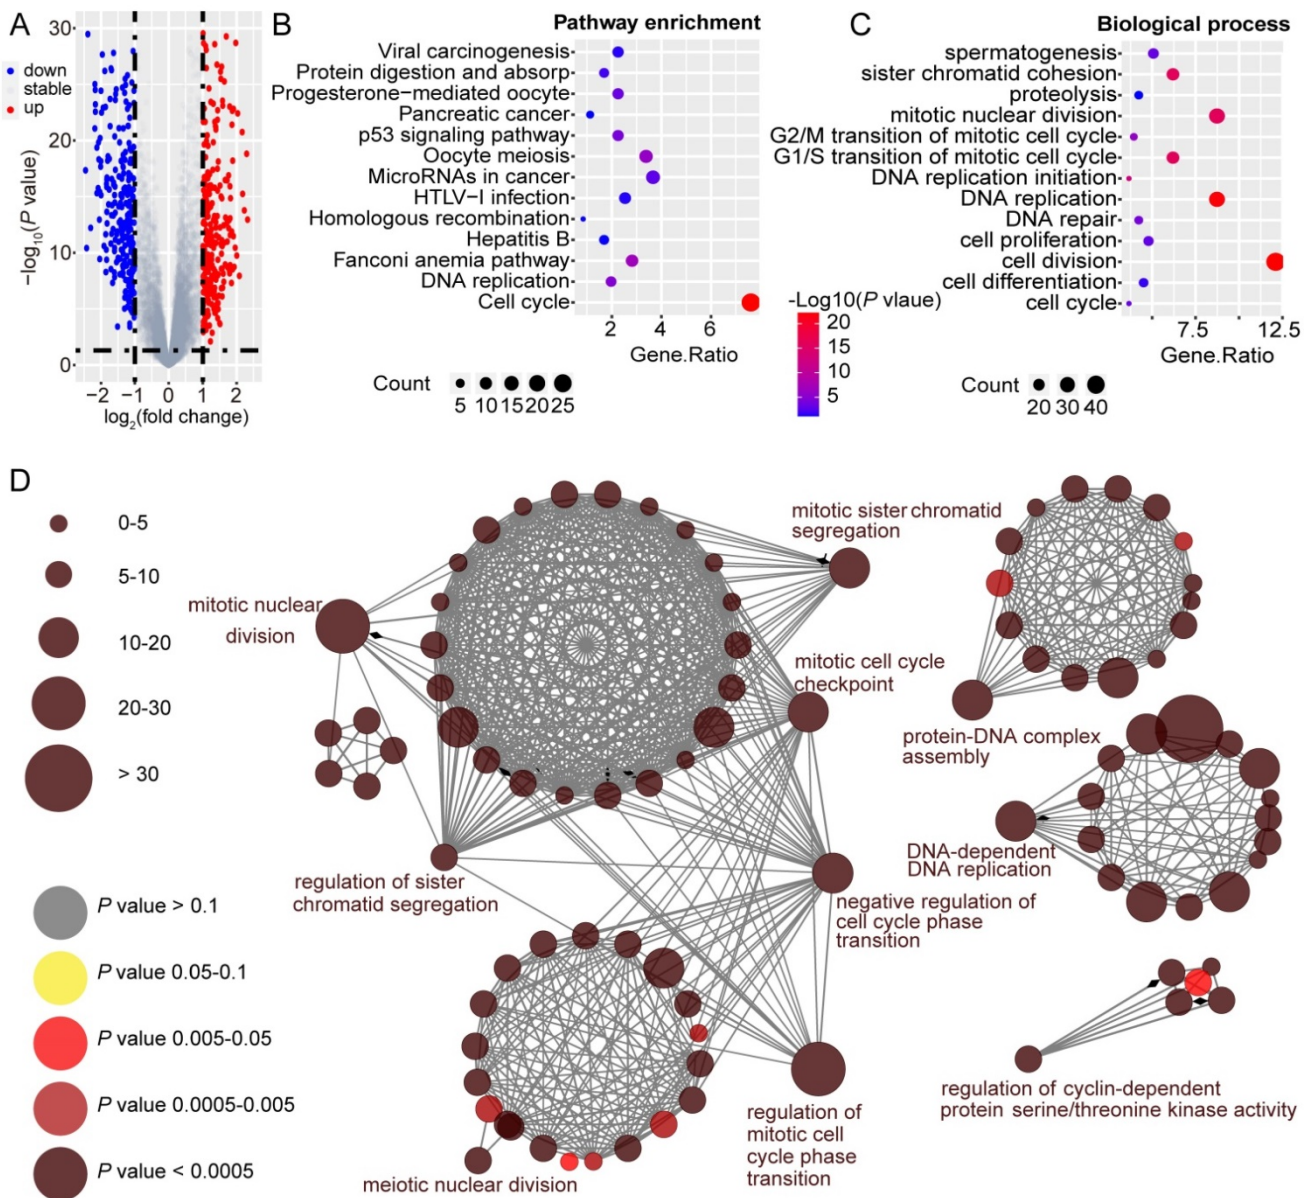 A
30
20
10
0
−log10(P value)
down
stable
up
−2
−1
0
1
2
log2(fold change)
B
Pathway enrichment
Viral carcinogenesis
Protein digestion and absorp
Progesterone−mediated oocyte
Pancreatic cancer
p53 signaling pathway
Oocyte meiosis
MicroRNAs in cancer
HTLV−I infection
Homologous recombination
Hepatitis B
Fanconi anemia pathway
DNA replication
Cell cycle
2
4
6
Gene.Ratio
Count
5 10 15 20 25
-Log10(P vlaue)
20
15
10
5
C
Biological process
spermatogenesis
sister chromatid cohesion
proteolysis
mitotic nuclear division
G2/M transition of mitotic cell cycle
G1/S transition of mitotic cell cycle
DNA replication initiation
DNA replication
DNA repair
cell proliferation
cell division
cell differentiation
cell cycle
7.5
12.5
Gene.Ratio
Count
20 30 40
D
0-5
5-10
10-20
20-30
> 30
P value > 0.1
P value 0.05-0.1
P value 0.005-0.05
P value 0.0005-0.005
P value < 0.0005
mitotic nuclear
division
mitotic sister chromatid
segregation
mitotic cell cycle
checkpoint
regulation of sister
chromatid segregation
negative regulation of
cell cycle phase
transition
meiotic nuclear division
regulation of
mitotic cell
cycle phase
transition
protein-DNA complex
assembly
DNA-dependent
DNA replication
regulation of cyclin-dependent
protein serine/threonine kinase activity